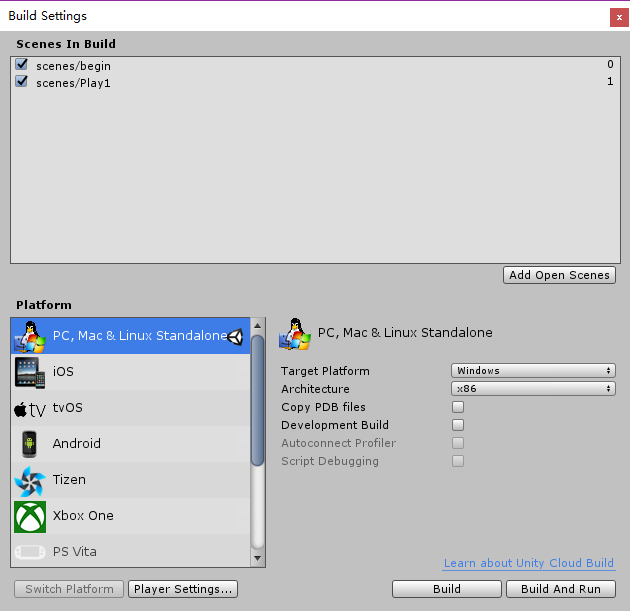 Build Settings
x
Scenes In Build
scenes/begin 0
scenes/Play1 1
Add Open Scenes
Platform
PC, Mac & Linux Standalone
iOS
tv tvOS
Android
Tizen
Xbox One
PS Vita
PC, Mac & Linux Standalone
Target Platform Windows
Architecture x86
Copy PDB files
Development Build
Autoconnect Profiler
Script Debugging
Learn about Unity Cloud Build
Switch Platform Player Settings... Build Build And Run